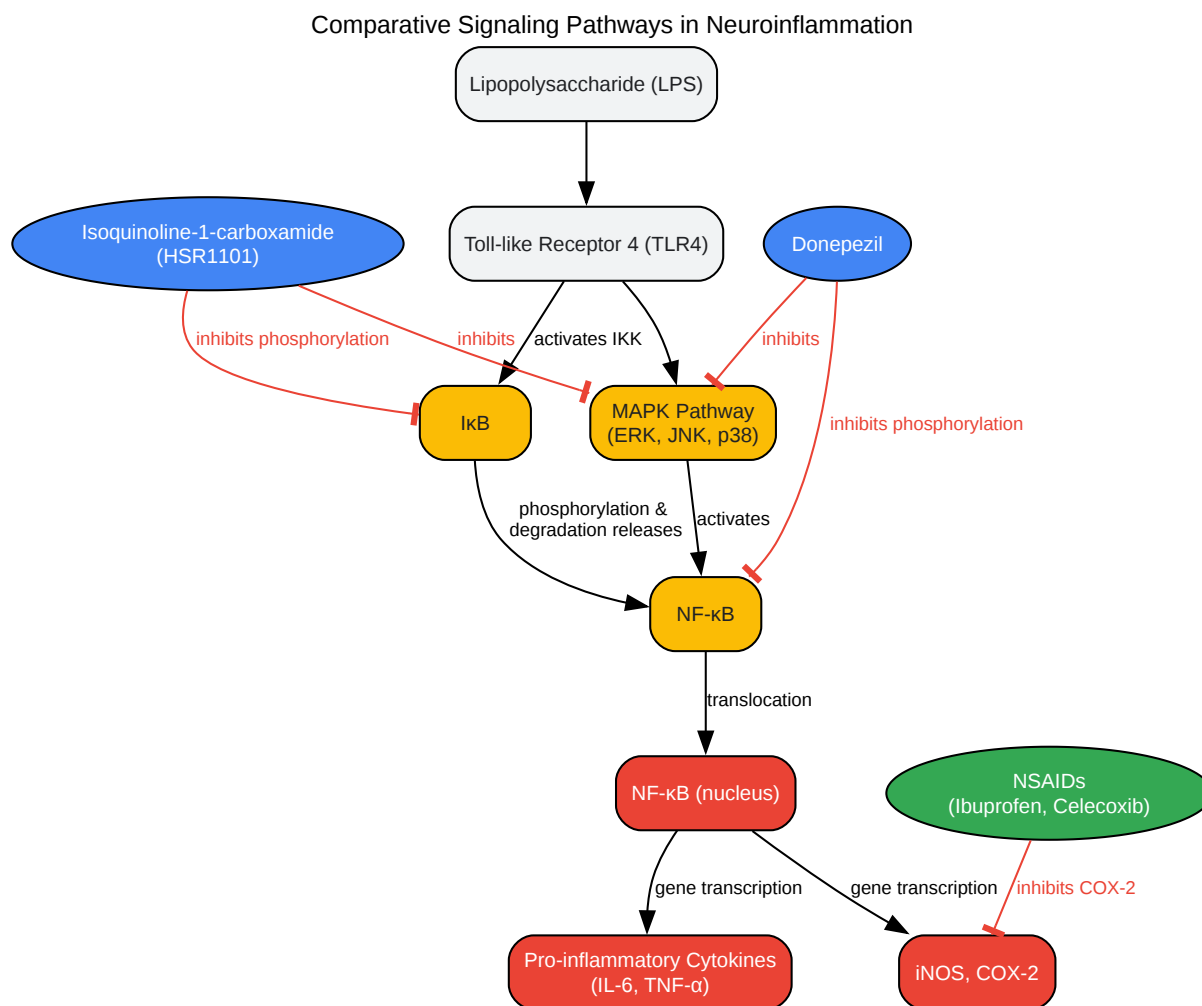 Comparative Signaling Pathways in Neuroinflammation
Lipopolysaccharide (LPS)
Isoquinoline-1-carboxamide
(HSR1101)
Toll-like Receptor 4 (TLR4)
Donepezil
inhibits phosphorylation
inhibits
activates IKK
inhibits
IκB
MAPK Pathway
(ERK, JNK, p38)
inhibits phosphorylation
phosphorylation &
degradation releases
activates
NF-κB
translocation
NF-κB (nucleus)
NSAIDs
(Ibuprofen, Celecoxib)
gene transcription
gene transcription
inhibits COX-2
Pro-inflammatory Cytokines
(IL-6, TNF-α)
iNOS, COX-2